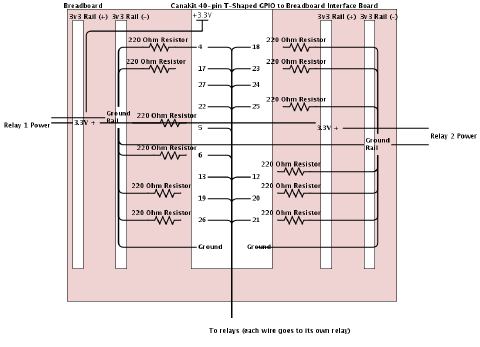 Breadboard
Canakit 40-pin T-Shaped GPIO to Breadboard Interface Board
3v3 Rail (+)
3v3 Rail (-)
+3.3V
3v3 Rail (+)
3v3 Rail (-)
220 Ohm Resistor
4
18
220 Ohm Resistor
220 Ohm Resistor
17
23
220 Ohm Resistor
27
24
22
25
220 Ohm Resistor
220 Ohm Resistor
Ground
Rail
Relay 1 Power
3.3V +
5
3.3V +
Relay 2 Power
Ground
Rail
220 Ohm Resistor
6
220 Ohm Resistor
13
12
220 Ohm Resistor
220 Ohm Resistor
19
20
220 Ohm Resistor
220 Ohm Resistor
26
21
Ground
Ground
To relays (each wire goes to its own relay)